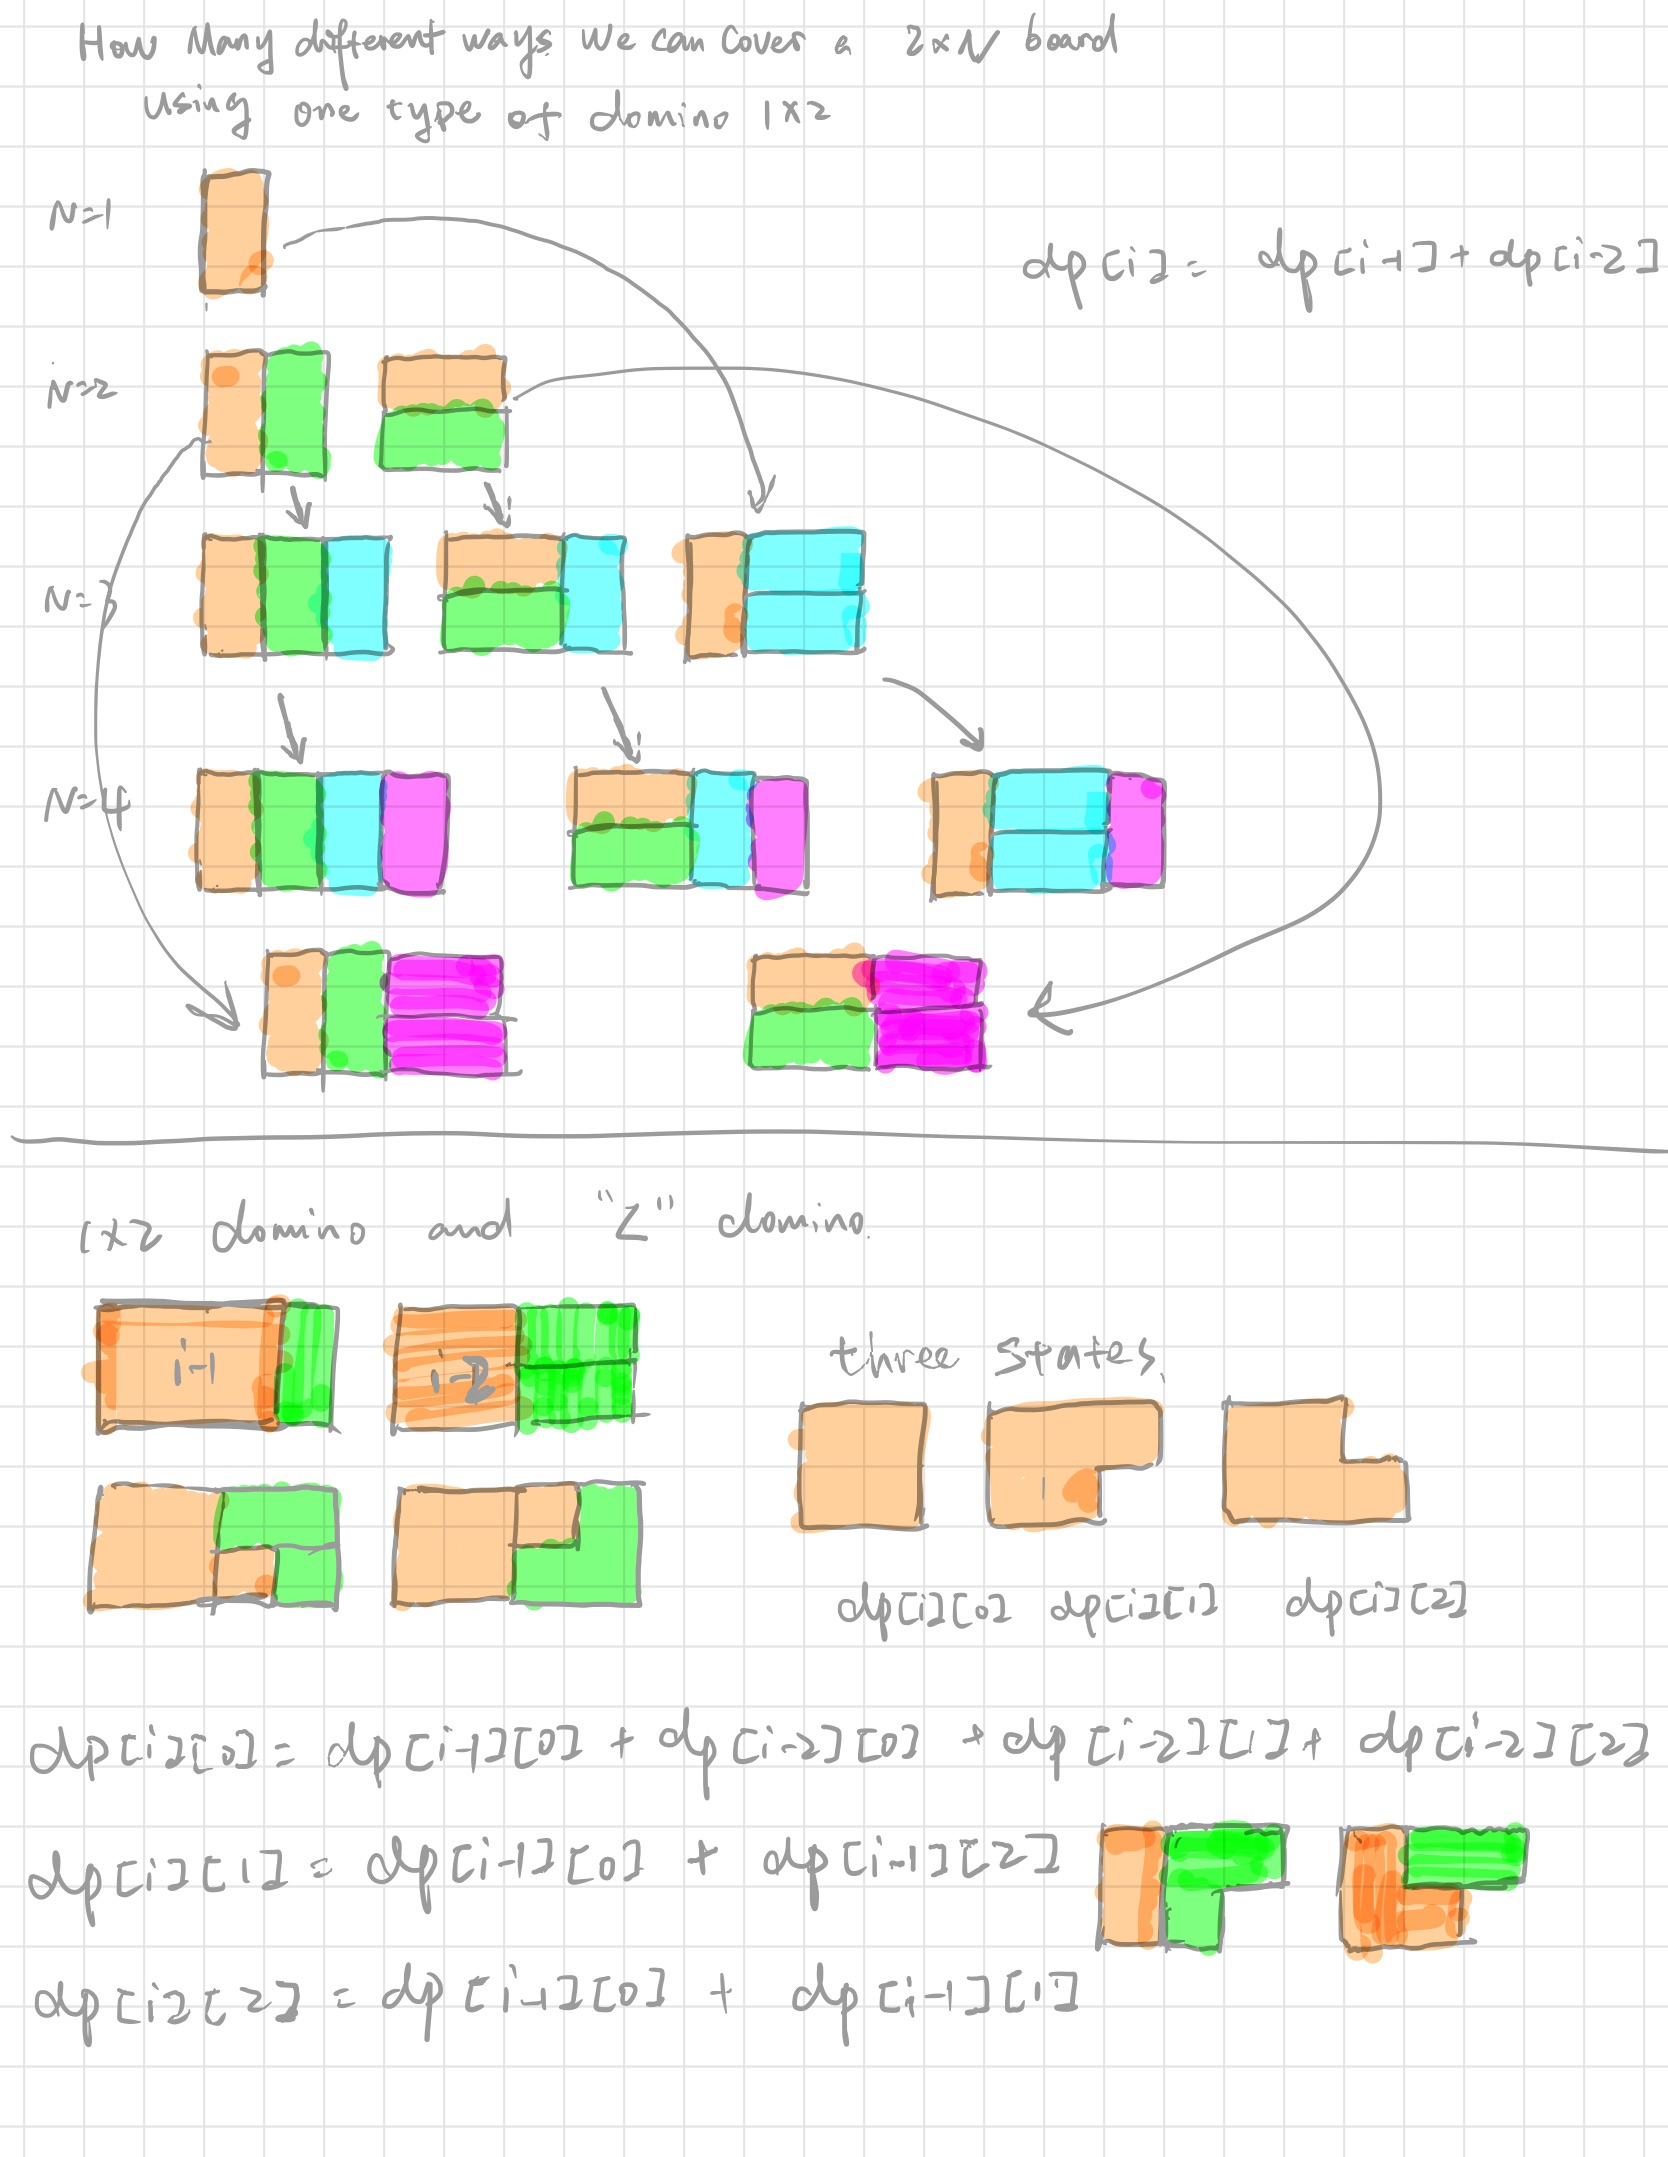 How Many different ways We can Cover a 2×N board
using one type of domino 1×2
N=1
dp[i] = dp[i-1] + dp[i-2]
N=2
N=3
N=4
1×2 domino and "L" domino.
i-1
i-2
three states
dp[i][0] dp[i][1] dp[i][2]
dp[i][0] = dp[i-1][0] + dp[i-2][0] + dp[i-2][1] + dp[i-2][2]
dp[i][1] = dp[i-1][0] + dp[i-1][2]
dp[i][2] = dp[i-1][0] + dp[i-1][1]